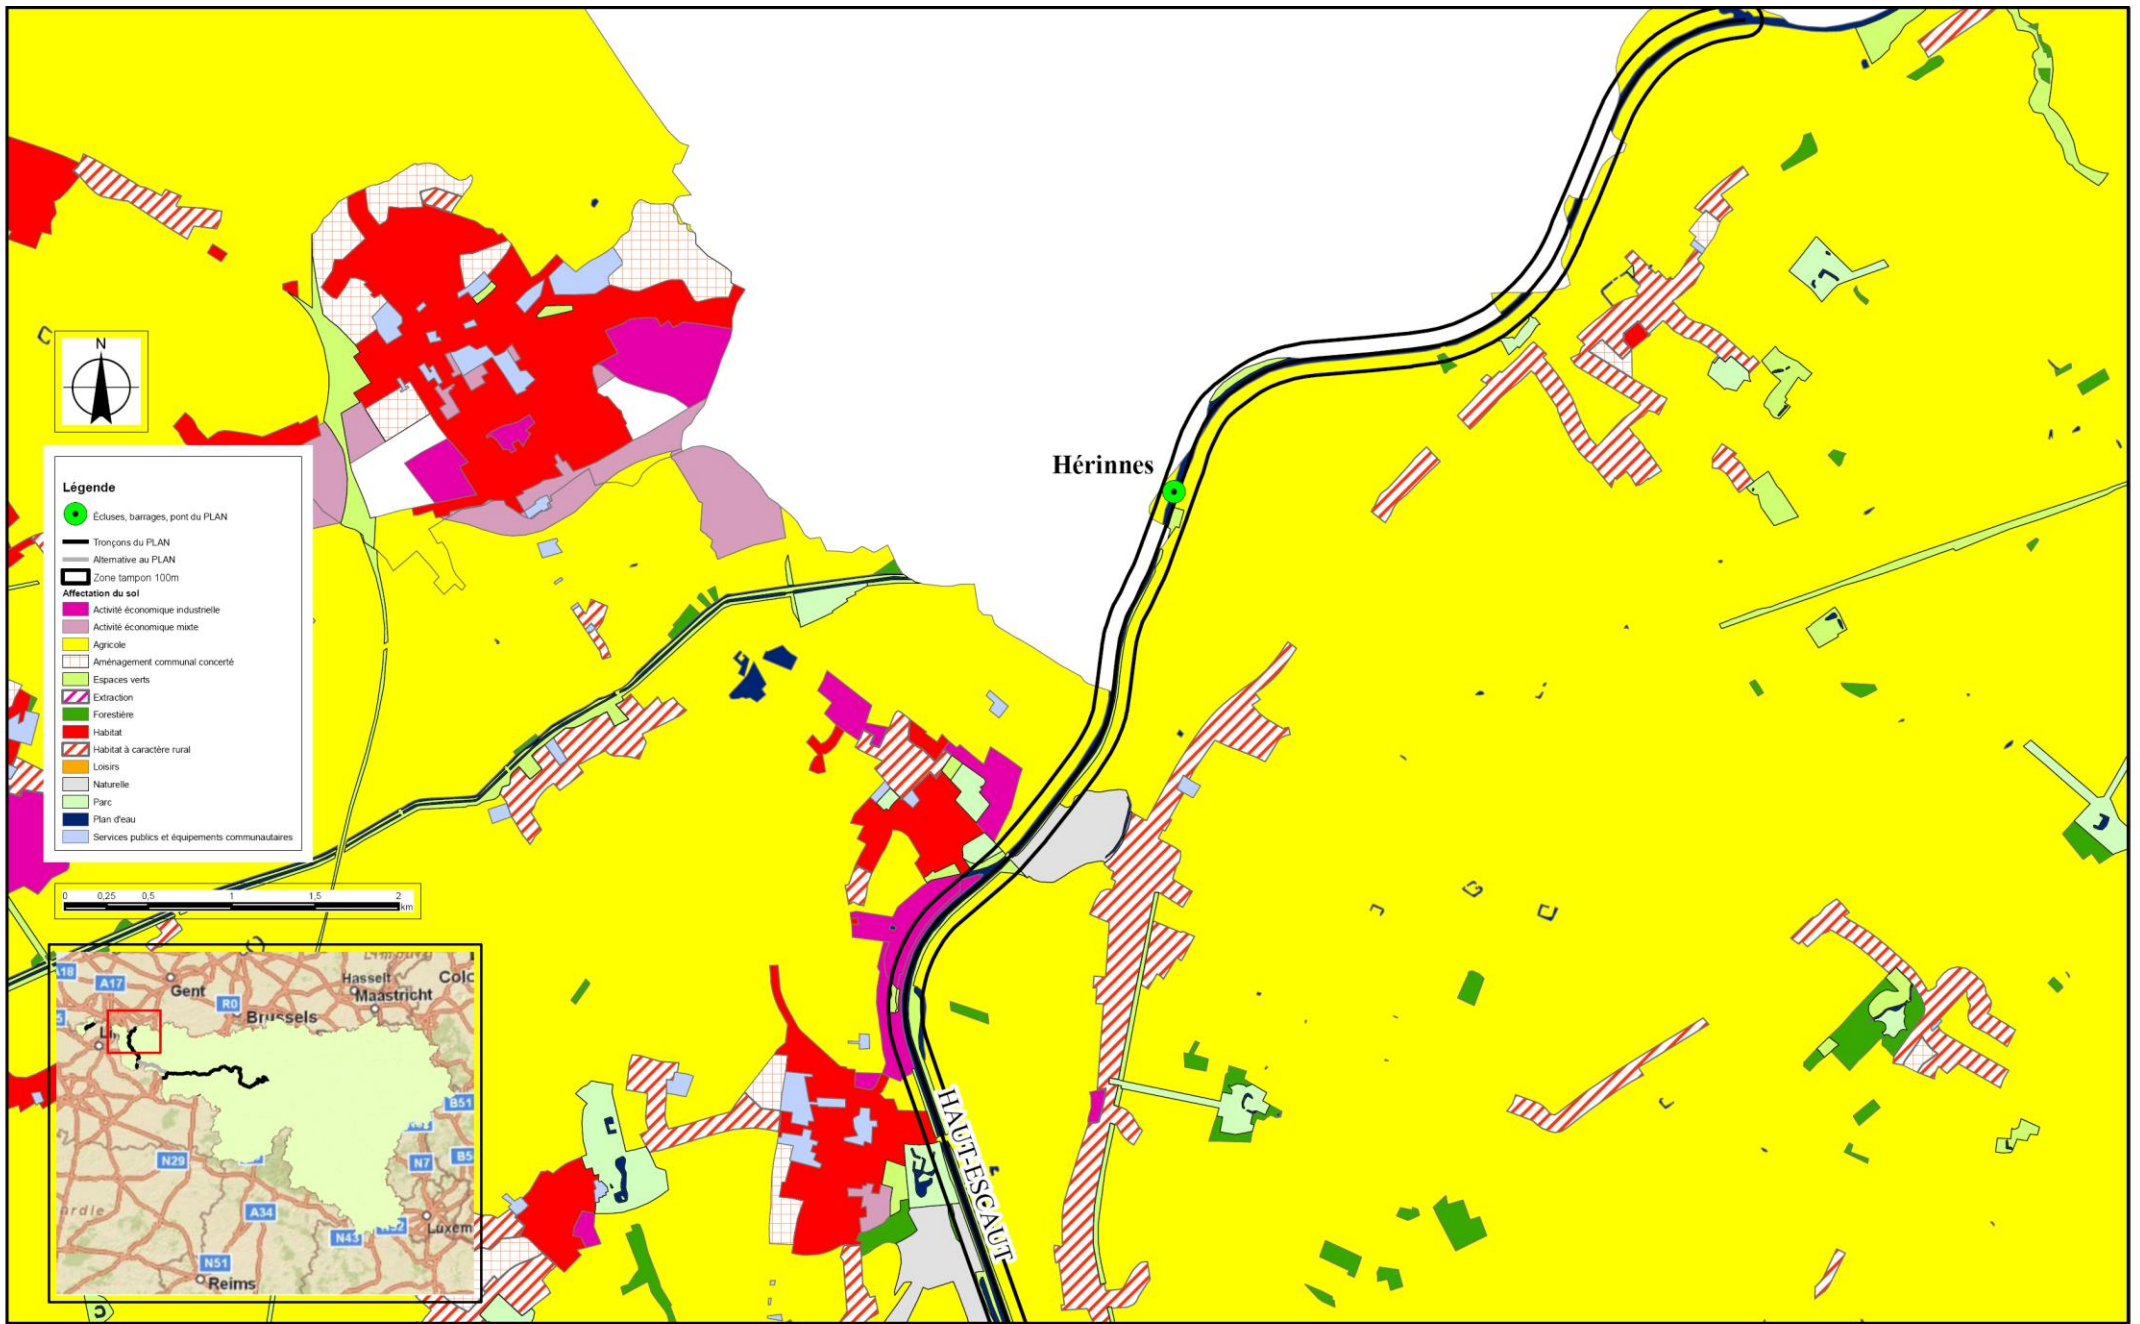 Hérinnes
N
Légende
Écluses, barrages, pont du PLAN
Tronçons du PLAN
Alternative au PLAN
Zone tampon 100m
Affectation du sol
Activité économique industrielle
Activité économique mixte
Agricole
Aménagement communal concerté
Espaces verts
Extraction
Forestière
Habitat
Habitat à caractère rural
Loisirs
Naturelle
Parc
Plan d'eau
Services publics et équipements communautaires
0 0,25 0,5 1 1,5 2
km
A18
A17
Gent
R0
Brussels
Hasselt
Maastricht
Colo
B51
N29
N7
A34
N43
Luxem
N51
Reims
HAUT-ESCAUT